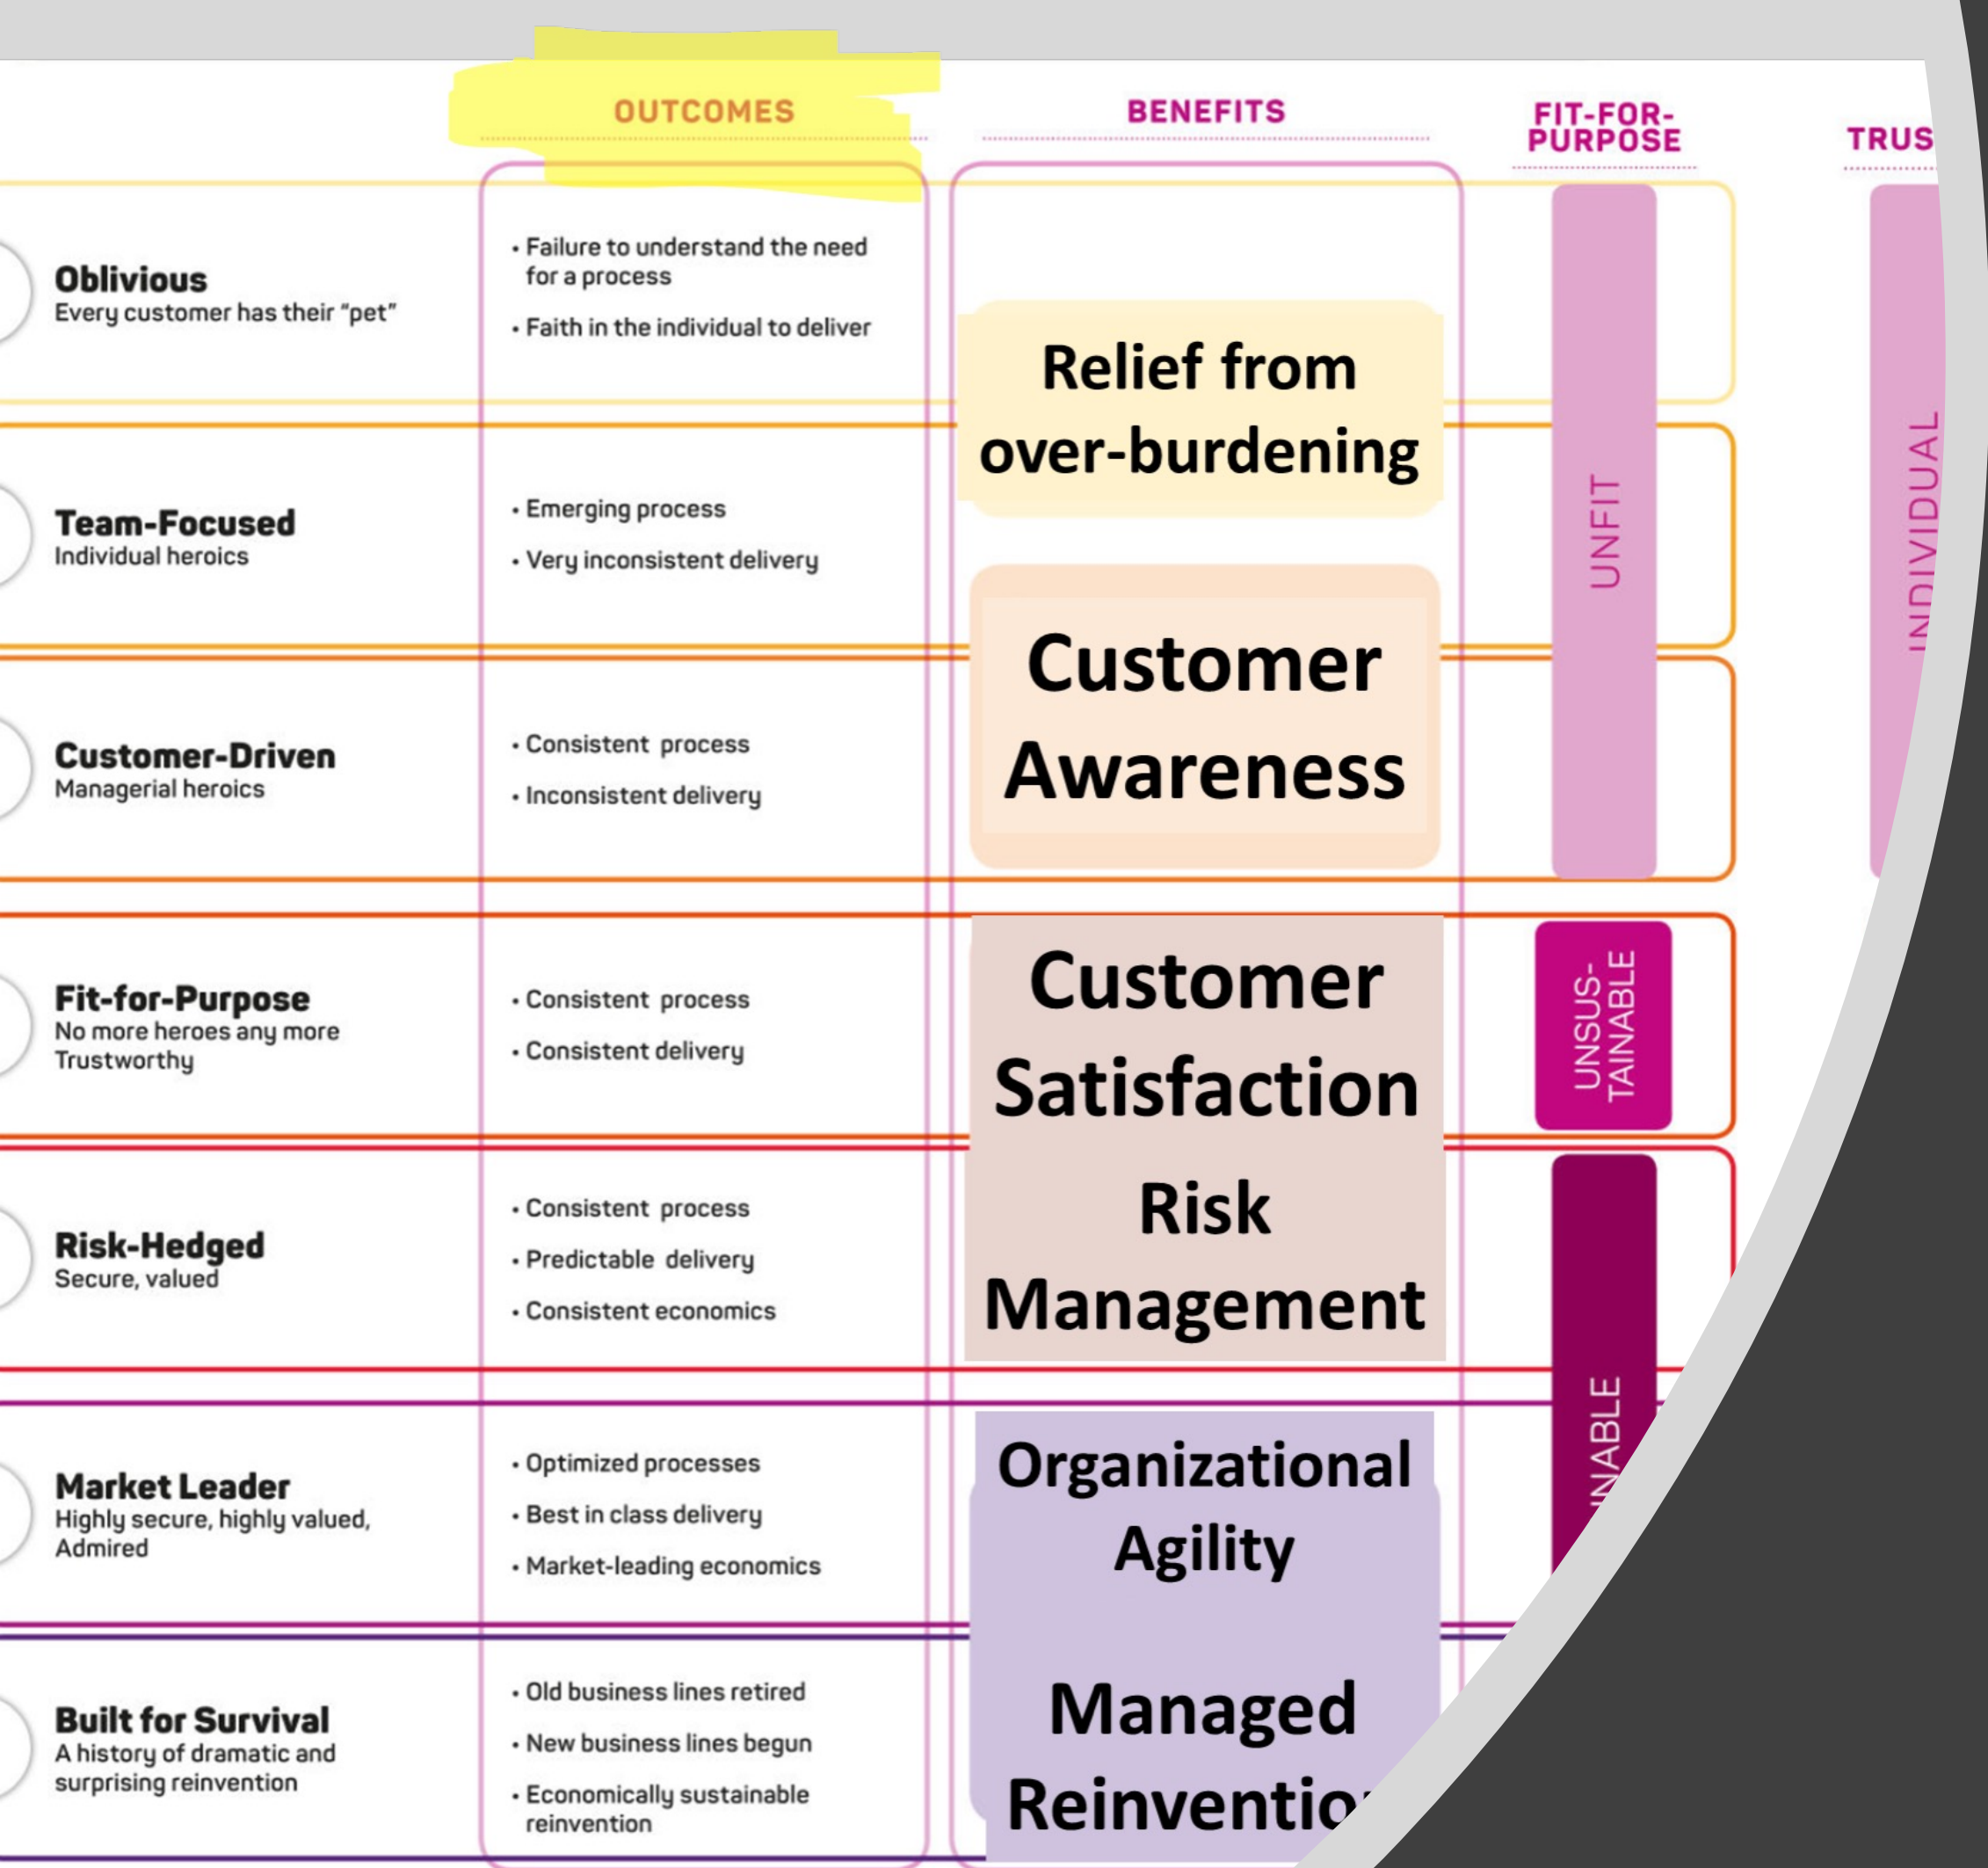 OUTCOMES
BENEFITS
FIT-FOR-
PURPOSE
Oblivious
Every customer has their “pet”
• Failure to understand the need
for a process
• Faith in the individual to deliver
Relief from
over-burdening
UNFIT
INDIVIDUAL
Team-Focused
Individual heroics
• Emerging process
• Very inconsistent delivery
Customer
Awareness
Customer-Driven
Managerial heroics
• Consistent process
• Inconsistent delivery
Fit-for-Purpose
No more heroes any more
Trustworthy
• Consistent process
• Consistent delivery
Customer
Satisfaction
UNSUS-
TAINABLE
Risk-Hedged
Secure, valued
• Consistent process
• Predictable delivery
• Consistent economics
Risk
Management
Market Leader
Highly secure, highly valued,
Admired
• Optimized processes
• Best in class delivery
• Market-leading economics
Organizational
Agility
Built for Survival
A history of dramatic and
surprising reinvention
• Old business lines retired
• New business lines begun
• Economically sustainable
reinvention
Managed